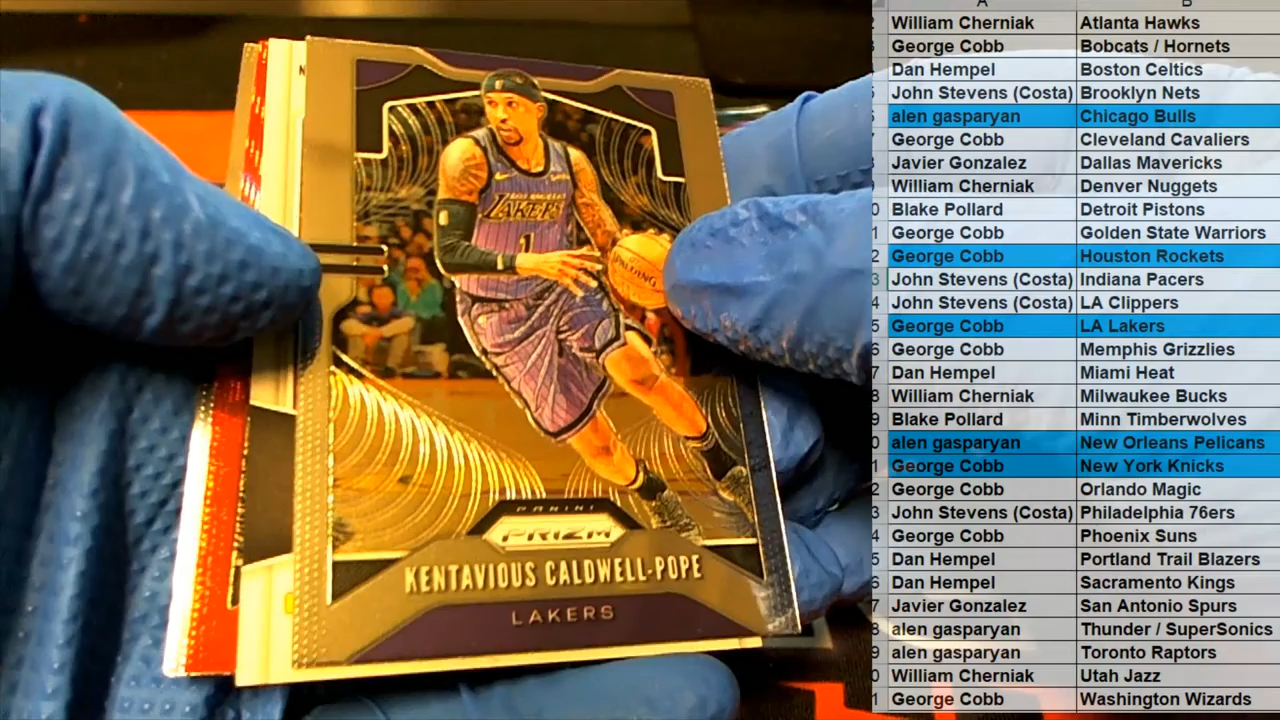 N
LOS ANGELES
LAKERS
1
SPALDING
PANINI
PRIZM
KENTAVIOUS CALDWELL-POPE
LAKERS
A B
William Cherniak Atlanta Hawks
George Cobb Bobcats / Hornets
Dan Hempel Boston Celtics
John Stevens (Costa) Brooklyn Nets
alen gasparyan Chicago Bulls
George Cobb Cleveland Cavaliers
Javier Gonzalez Dallas Mavericks
William Cherniak Denver Nuggets
Blake Pollard Detroit Pistons
George Cobb Golden State Warriors
George Cobb Houston Rockets
John Stevens (Costa) Indiana Pacers
John Stevens (Costa) LA Clippers
George Cobb LA Lakers
George Cobb Memphis Grizzlies
Dan Hempel Miami Heat
William Cherniak Milwaukee Bucks
Blake Pollard Minn Timberwolves
alen gasparyan New Orleans Pelicans
George Cobb New York Knicks
George Cobb Orlando Magic
John Stevens (Costa) Philadelphia 76ers
George Cobb Phoenix Suns
Dan Hempel Portland Trail Blazers
Dan Hempel Sacramento Kings
Javier Gonzalez San Antonio Spurs
alen gasparyan Thunder / SuperSonics
alen gasparyan Toronto Raptors
William Cherniak Utah Jazz
George Cobb Washington Wizards